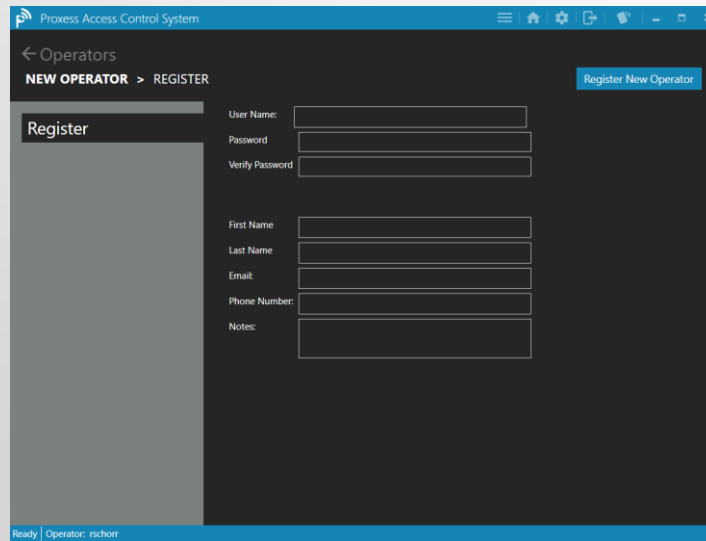 Proxess Access Control System
Operators
NEW OPERATOR > REGISTER
Register New Operator
Register
User Name:
Password
Verify Password
First Name
Last Name
Email:
Phone Number:
Notes:
Ready Operator: rschorr